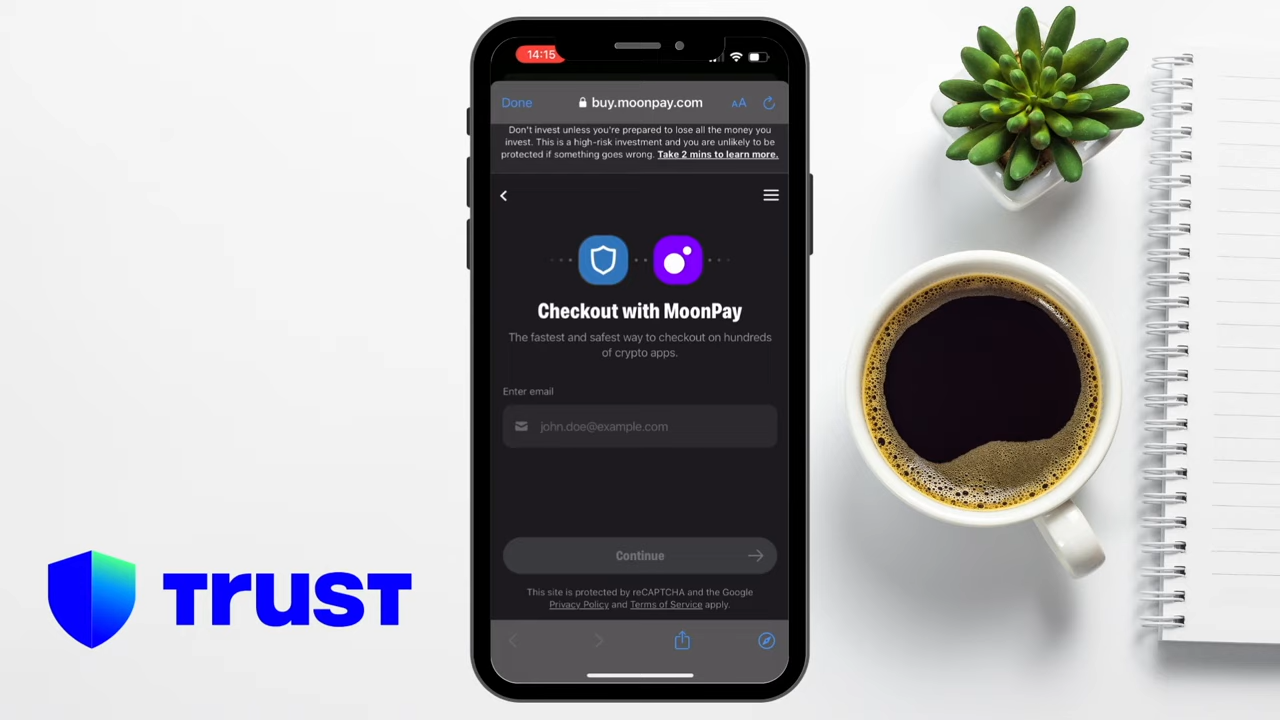 14:15
Done
buy.moonpay.com
AA
Don't invest unless you're prepared to lose all the money you
invest. This is a high-risk investment and you are unlikely to be
protected if something goes wrong. Take 2 mins to learn more.
Checkout with MoonPay
The fastest and safest way to checkout on hundreds
of crypto apps.
Enter email
john.doe@example.com
Continue
This site is protected by reCAPTCHA and the Google
Privacy Policy and Terms of Service apply.
TRUST